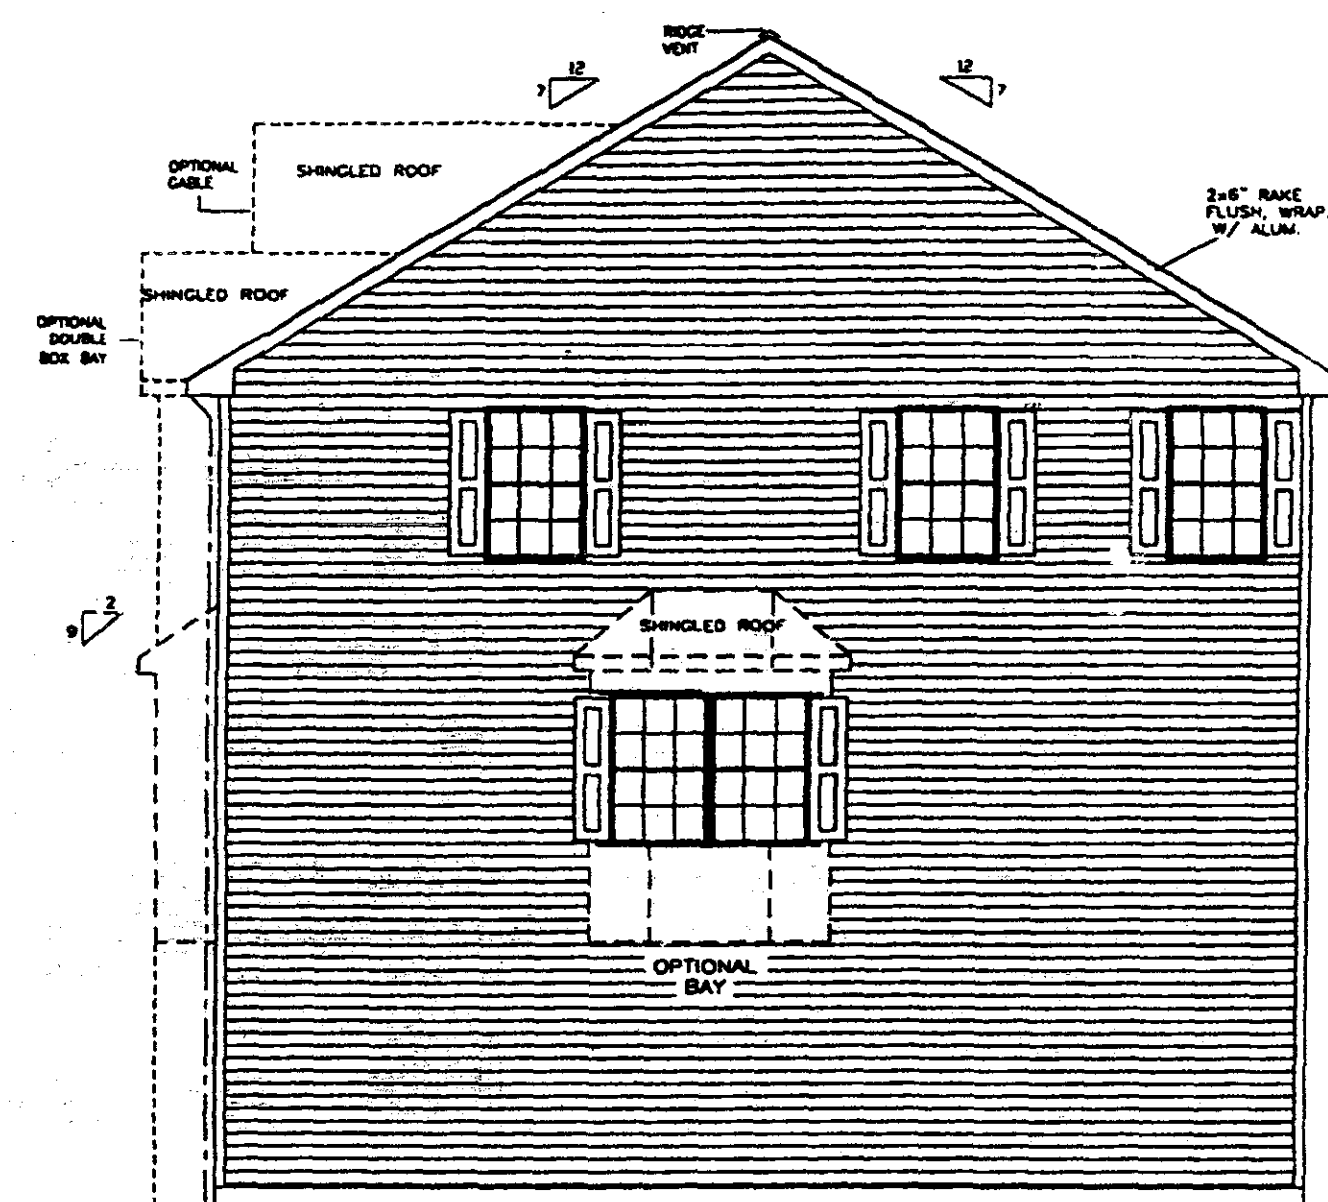 RIDGE
VENT
12
7
12
7
OPTIONAL
GABLE
SHINGLED ROOF
2x6" RAKE
FLUSH, WRAP.
W/ ALUM.
SHINGLED ROOF
OPTIONAL
DOUBLE
BOX BAY
2
9
SHINGLED ROOF
OPTIONAL
BAY